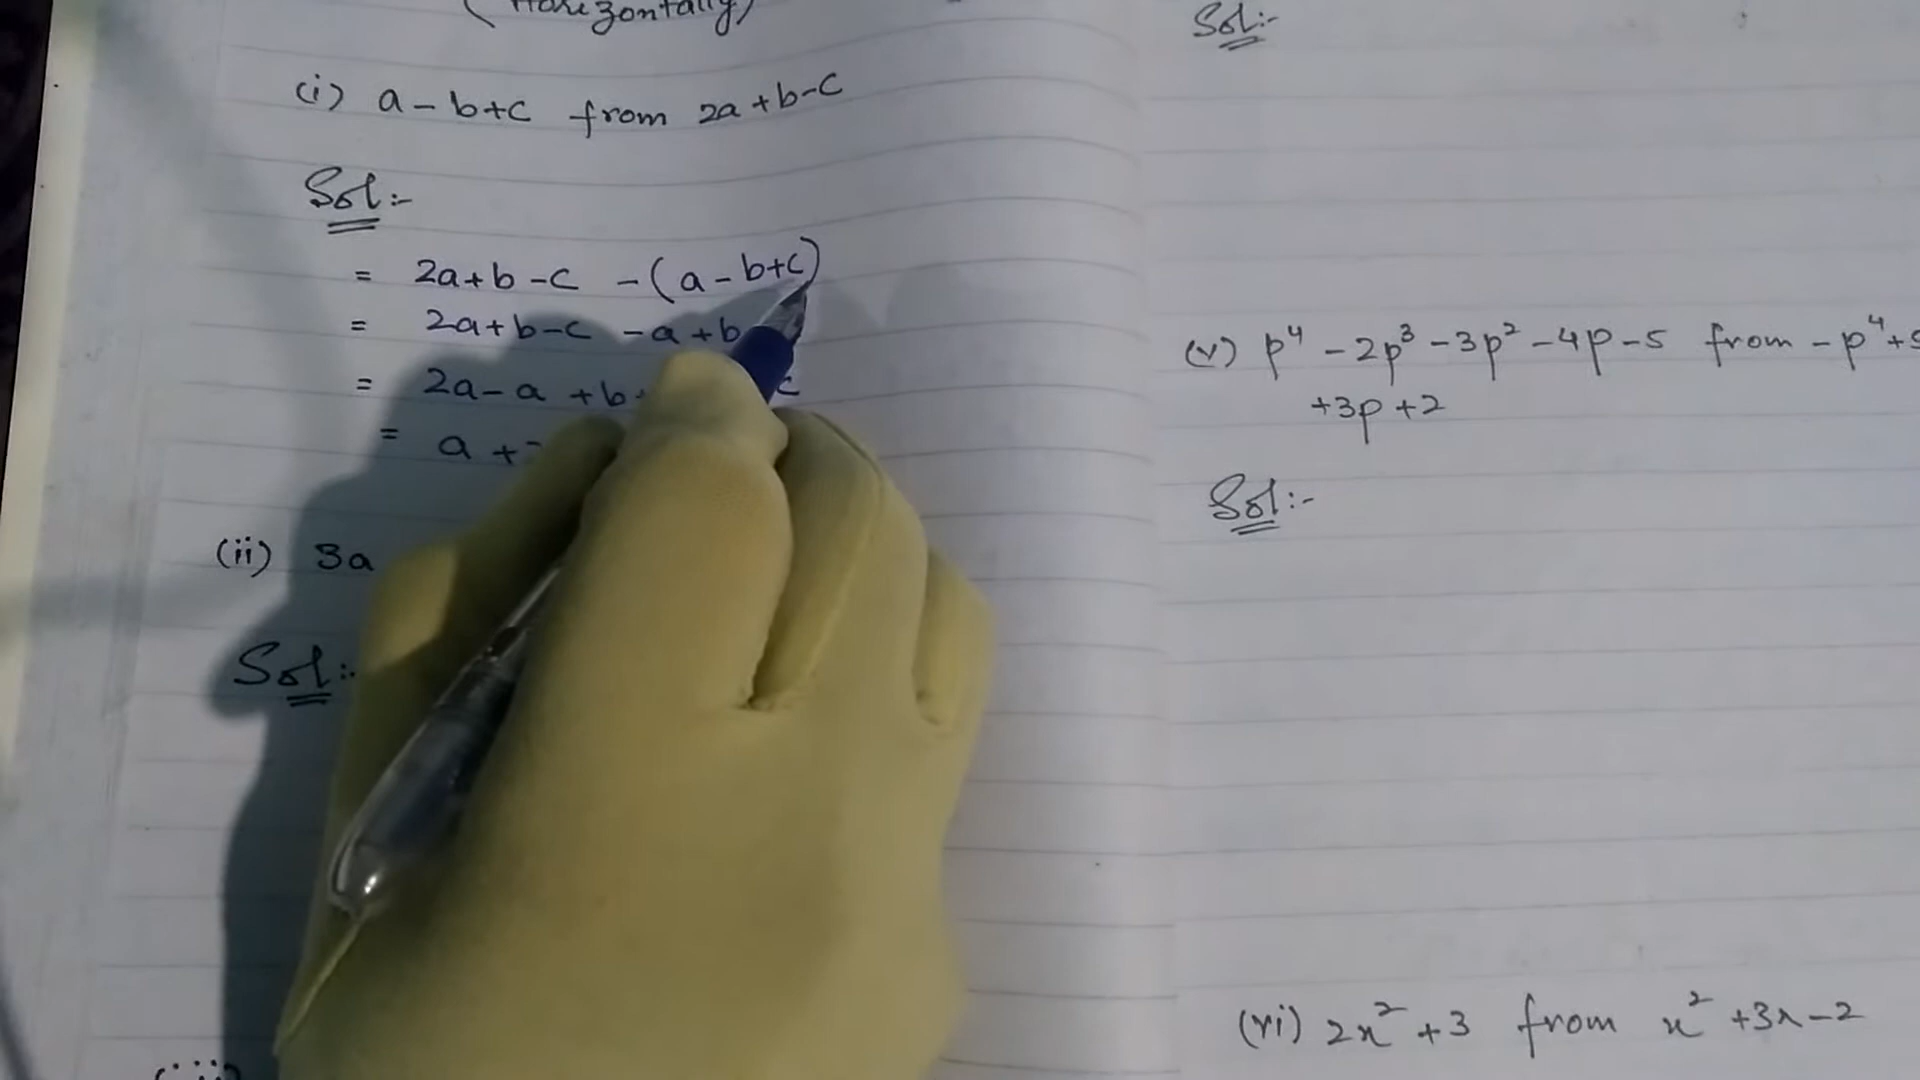 (Horizontally)
(i) a - b + c from 2a + b - c
Sol:-
= 2a + b - c - (a - b + c)
= 2a + b - c - a + b
= 2a - a + b c
= a +
(ii) 3a
Sol:-
(iii)
Sol:-
(v) p⁴ - 2p³ - 3p² - 4p - 5 from - p⁴ +
+3p + 2
Sol:-
(vi) 2x² + 3 from x² + 3x - 2